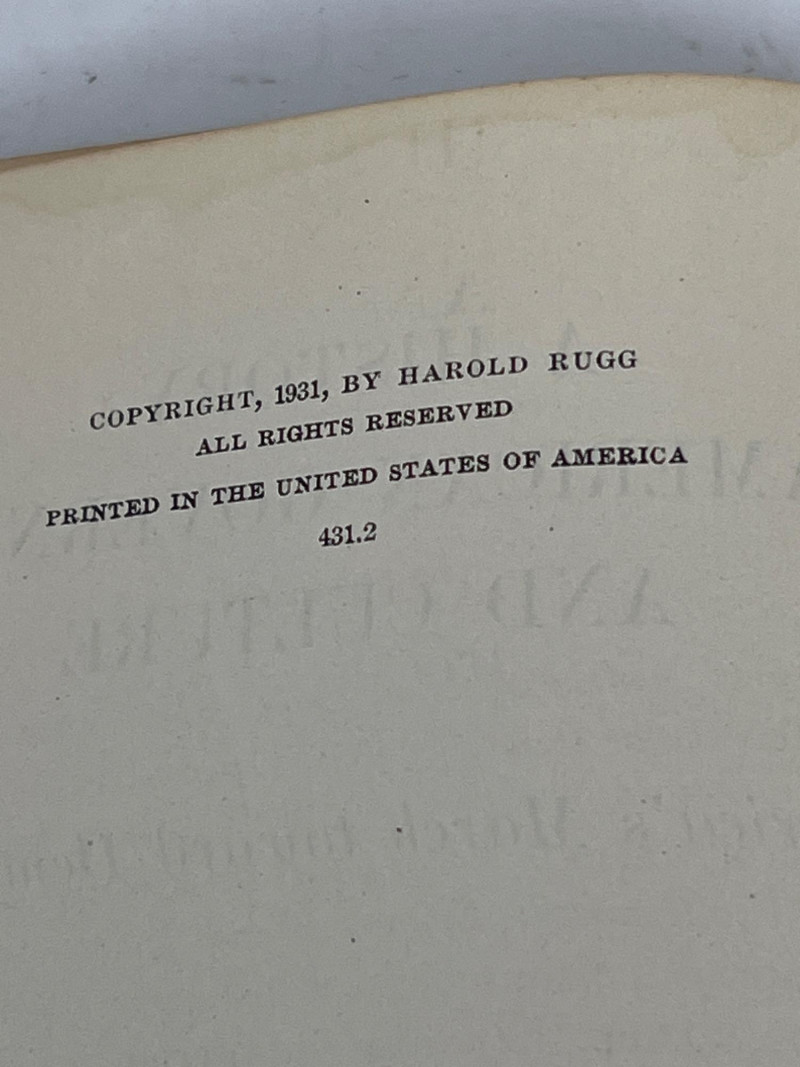 COPYRIGHT, 1931, BY HAROLD RUGG
ALL RIGHTS RESERVED
PRINTED IN THE UNITED STATES OF AMERICA
431.2